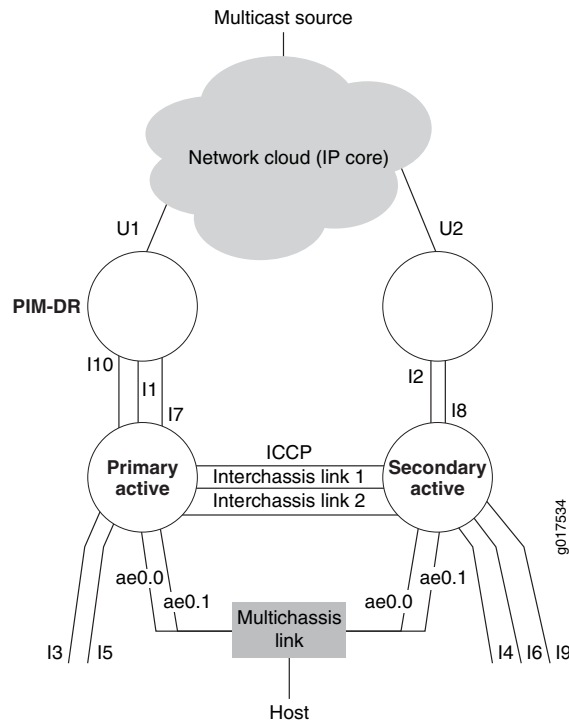 Multicast source
Network cloud (IP core)
U1
U2
PIM-DR
I10
I1
I7
I2
I8
Primary
active
ICCP
Interchassis link 1
Interchassis link 2
Secondary
active
g017534
ae0.0
ae0.1
ae0.0
ae0.1
Multichassis
link
I3
I5
I4
I6
I9
Host